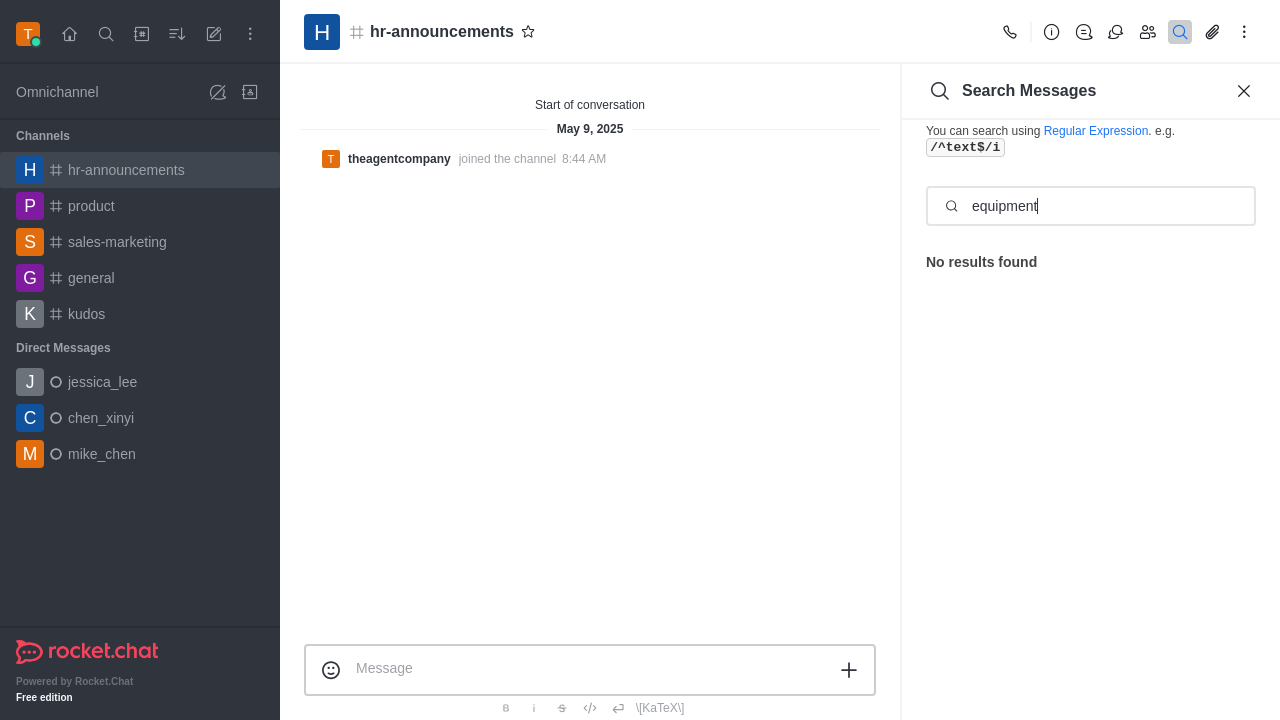 T
Omnichannel
Channels
H hr-announcements
P product
S sales-marketing
G general
K kudos
Direct Messages
J jessica_lee
C chen_xinyi
M mike_chen
rocket.chat
Powered by Rocket.Chat
Free edition
H hr-announcements
Start of conversation
May 9, 2025
T theagentcompany joined the channel 8:44 AM
Message
B i S \[KaTeX\]
Search Messages
You can search using Regular Expression. e.g.
/^text$/i
equipment
No results found